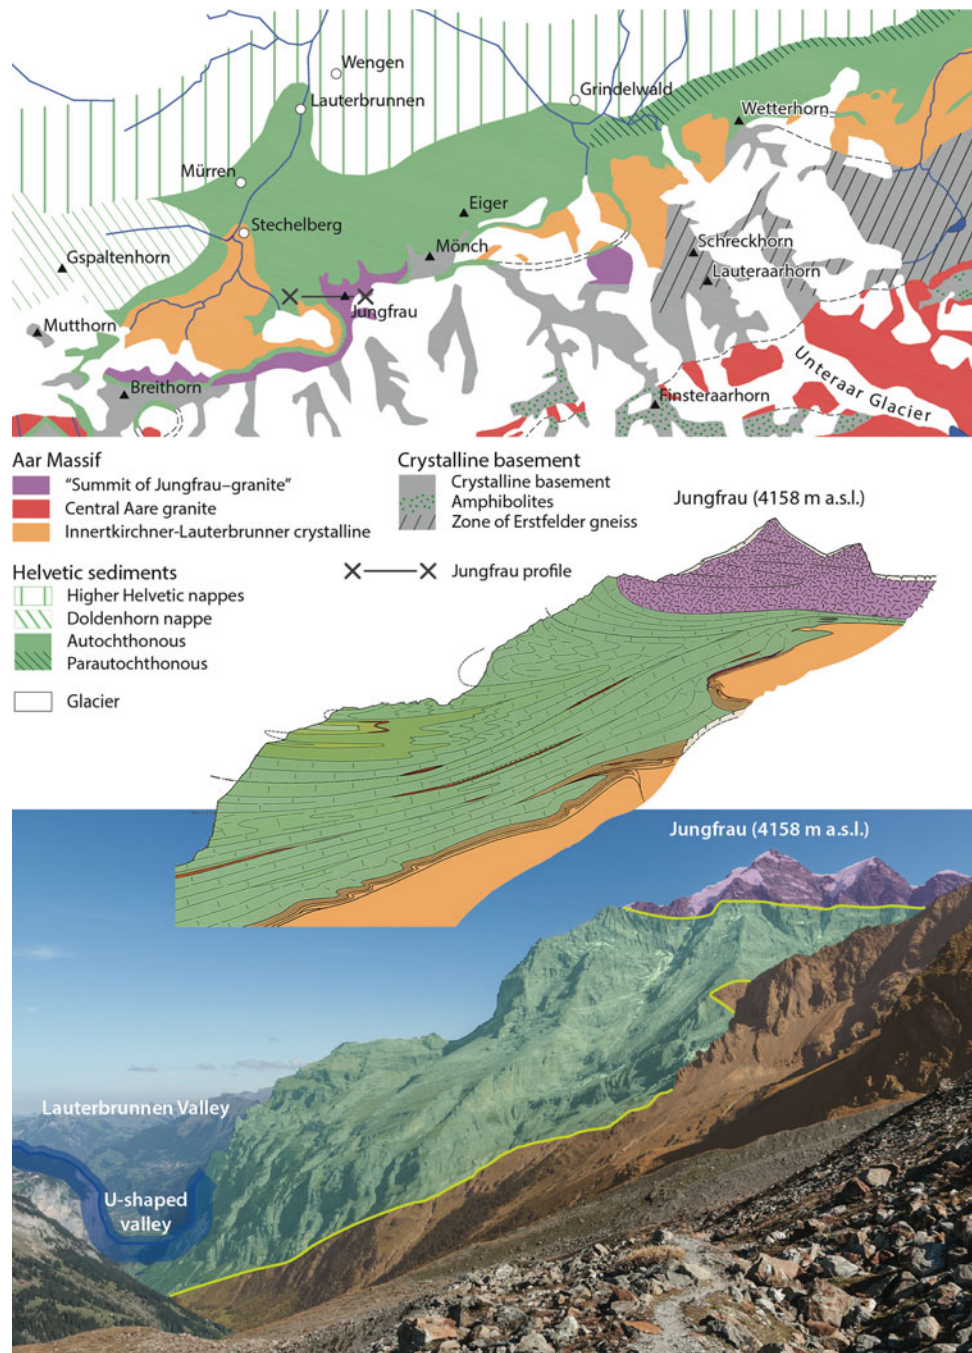 Wengen
Lauterbrunnen
Grindelwald
Wetterhorn
Mürren
Eiger
Stechelberg
Mönch
Schreckhorn
Gspaltenhorn
Lauteraarhorn
Jungfrau
Mutthorn
Unteraar Glacier
Breithorn
Finsteraarhorn
Aar Massif
"Summit of Jungfrau–granite"
Central Aare granite
Innertkirchner-Lauterbrunner crystalline
Crystalline basement
Crystalline basement
Amphibolites
Zone of Erstfelder gneiss
Helvetic sediments
Higher Helvetic nappes
Doldenhorn nappe
Autochthonous
Parautochthonous
Glacier
Jungfrau profile
Jungfrau (4158 m a.s.l.)
Jungfrau (4158 m a.s.l.)
Lauterbrunnen Valley
U-shaped
valley